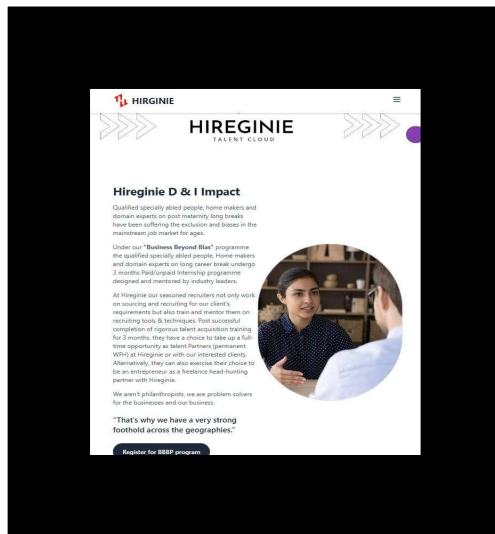 HIRGINIE
HIREGINIE
TALENT CLOUD
Hireginie D & I Impact
Qualified specially abled people, home makers and
domain experts on post maternity long breaks
have been suffering the exclusion and biases in the
mainstream job market for ages.
Under our "Business Beyond Bias" programme
the qualified specially abled people, Home makers
and domain experts on long career break undergo
3 months Paid/unpaid Internship programme
designed and mentored by industry leaders.
At Hireginie our seasoned recruiters not only work
on sourcing and recruiting for our client's
requirements but also train and mentor them on
recruiting tools & techniques. Post successful
completion of rigorous talent acquisition training
for 3 months, they have a choice to take up a full-
time opportunity as talent Partners (permanent
WFH) at Hireginie or with our interested clients.
Alternatively, they can also exercise their choice to
be an entrepreneur as a freelance head-hunting
partner with Hireginie.
We aren't philanthropists, we are problem solvers
for the businesses and our business.
"That's why we have a very strong
foothold across the geographies."
Register for BBBP program